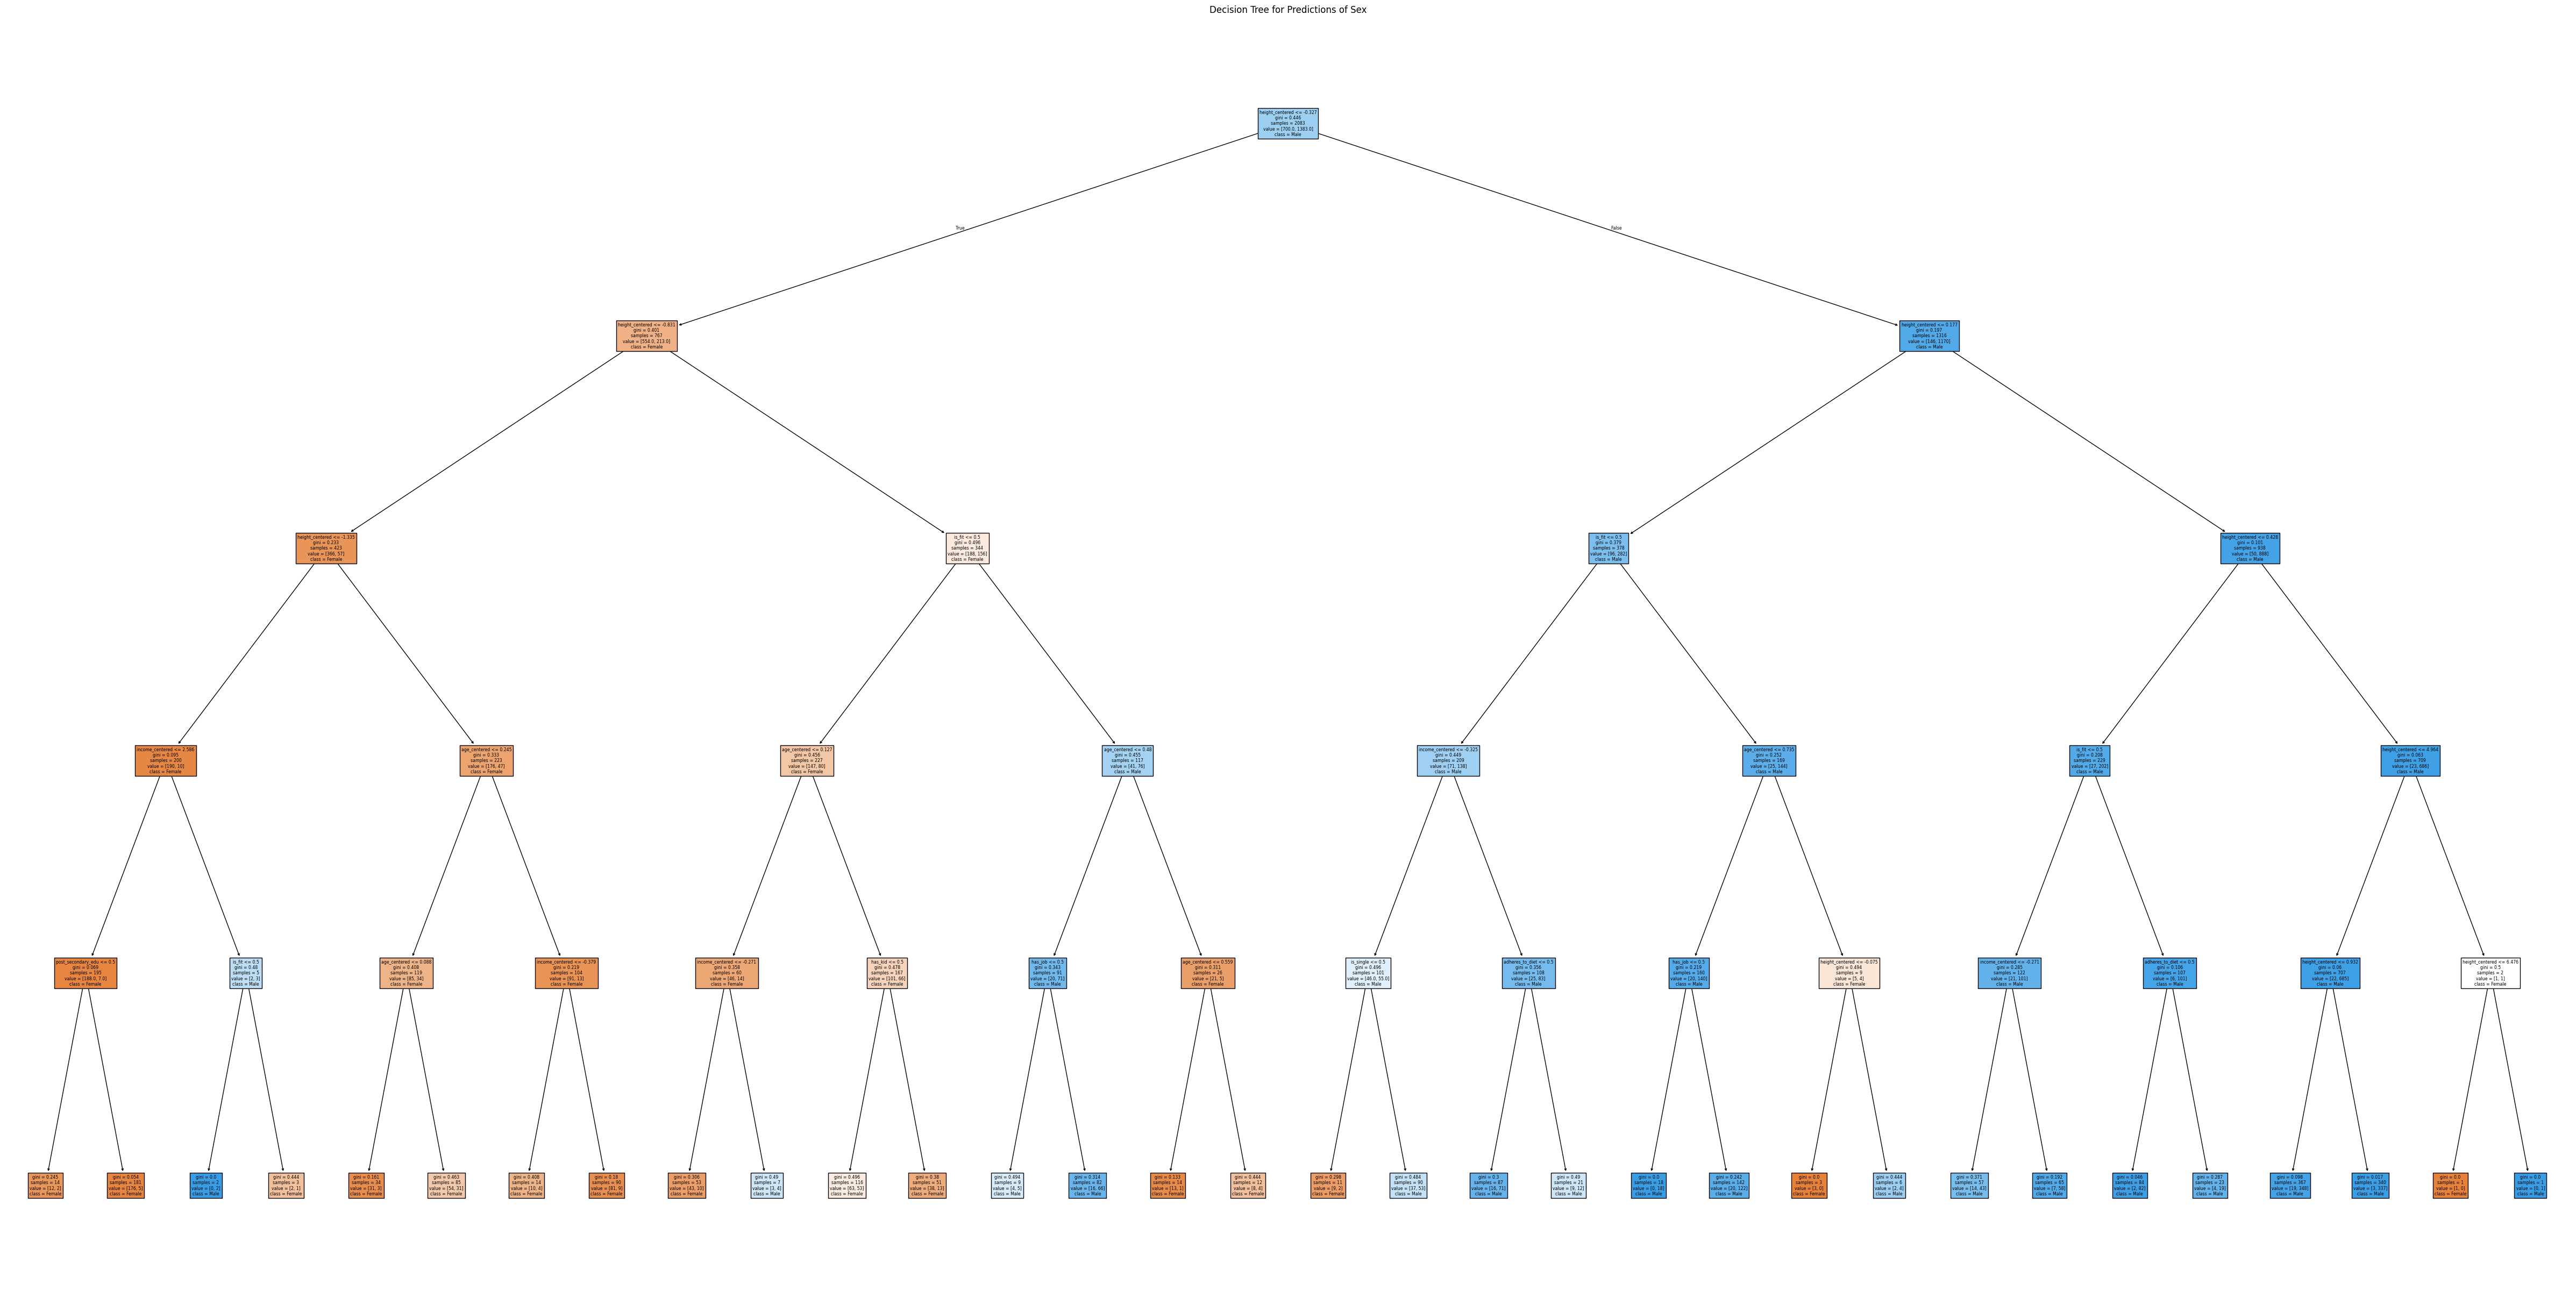 Decision Tree for Predictions of Sex
height_centered <= -0.327
gini = 0.446
samples = 2083
value = [700.0, 1383.0]
class = Male
True
False
height_centered <= -0.831
gini = 0.401
samples = 767
value = [554.0, 213.0]
class = Female
height_centered <= 0.177
gini = 0.197
samples = 1316
value = [146, 1170]
class = Male
height_centered <= -1.335
gini = 0.233
samples = 423
value = [366, 57]
class = Female
is_fit <= 0.5
gini = 0.496
samples = 344
value = [188, 156]
class = Female
is_fit <= 0.5
gini = 0.379
samples = 378
value = [96, 282]
class = Male
height_centered <= 0.428
gini = 0.101
samples = 938
value = [50, 888]
class = Male
income_centered <= 2.586
gini = 0.095
samples = 200
value = [190, 10]
class = Female
age_centered <= 0.245
gini = 0.333
samples = 223
value = [176, 47]
class = Female
age_centered <= 0.127
gini = 0.456
samples = 227
value = [147, 80]
class = Female
age_centered <= 0.48
gini = 0.455
samples = 117
value = [41, 76]
class = Male
income_centered <= -0.325
gini = 0.449
samples = 209
value = [71, 138]
class = Male
age_centered <= 0.735
gini = 0.252
samples = 169
value = [25, 144]
class = Male
is_fit <= 0.5
gini = 0.208
samples = 229
value = [27, 202]
class = Male
height_centered <= 4.964
gini = 0.063
samples = 709
value = [23, 686]
class = Male
post_secondary_edu <= 0.5
gini = 0.069
samples = 195
value = [188.0, 7.0]
class = Female
is_fit <= 0.5
gini = 0.48
samples = 5
value = [2, 3]
class = Male
age_centered <= 0.088
gini = 0.408
samples = 119
value = [85, 34]
class = Female
income_centered <= -0.379
gini = 0.219
samples = 104
value = [91, 13]
class = Female
income_centered <= -0.271
gini = 0.358
samples = 60
value = [46, 14]
class = Female
has_kid <= 0.5
gini = 0.478
samples = 167
value = [101, 66]
class = Female
has_job <= 0.5
gini = 0.343
samples = 91
value = [20, 71]
class = Male
age_centered <= 0.559
gini = 0.311
samples = 26
value = [21, 5]
class = Female
is_single <= 0.5
gini = 0.496
samples = 101
value = [46.0, 55.0]
class = Male
adheres_to_diet <= 0.5
gini = 0.356
samples = 108
value = [25, 83]
class = Male
has_job <= 0.5
gini = 0.219
samples = 160
value = [20, 140]
class = Male
height_centered <= -0.075
gini = 0.494
samples = 9
value = [5, 4]
class = Female
income_centered <= -0.271
gini = 0.285
samples = 122
value = [21, 101]
class = Male
adheres_to_diet <= 0.5
gini = 0.106
samples = 107
value = [6, 101]
class = Male
height_centered <= 0.932
gini = 0.06
samples = 707
value = [22, 685]
class = Male
height_centered <= 6.476
gini = 0.5
samples = 2
value = [1, 1]
class = Female
gini = 0.245
samples = 14
value = [12, 2]
class = Female
gini = 0.054
samples = 181
value = [176, 5]
class = Female
gini = 0.0
samples = 2
value = [0, 2]
class = Male
gini = 0.444
samples = 3
value = [2, 1]
class = Female
gini = 0.161
samples = 34
value = [31, 3]
class = Female
gini = 0.463
samples = 85
value = [54, 31]
class = Female
gini = 0.408
samples = 14
value = [10, 4]
class = Female
gini = 0.18
samples = 90
value = [81, 9]
class = Female
gini = 0.306
samples = 53
value = [43, 10]
class = Female
gini = 0.49
samples = 7
value = [3, 4]
class = Male
gini = 0.496
samples = 116
value = [63, 53]
class = Female
gini = 0.38
samples = 51
value = [38, 13]
class = Female
gini = 0.494
samples = 9
value = [4, 5]
class = Male
gini = 0.314
samples = 82
value = [16, 66]
class = Male
gini = 0.133
samples = 14
value = [13, 1]
class = Female
gini = 0.444
samples = 12
value = [8, 4]
class = Female
gini = 0.298
samples = 11
value = [9, 2]
class = Female
gini = 0.484
samples = 90
value = [37, 53]
class = Male
gini = 0.3
samples = 87
value = [16, 71]
class = Male
gini = 0.49
samples = 21
value = [9, 12]
class = Male
gini = 0.0
samples = 18
value = [0, 18]
class = Male
gini = 0.242
samples = 142
value = [20, 122]
class = Male
gini = 0.0
samples = 3
value = [3, 0]
class = Female
gini = 0.444
samples = 6
value = [2, 4]
class = Male
gini = 0.371
samples = 57
value = [14, 43]
class = Male
gini = 0.192
samples = 65
value = [7, 58]
class = Male
gini = 0.046
samples = 84
value = [2, 82]
class = Male
gini = 0.287
samples = 23
value = [4, 19]
class = Male
gini = 0.098
samples = 367
value = [19, 348]
class = Male
gini = 0.017
samples = 340
value = [3, 337]
class = Male
gini = 0.0
samples = 1
value = [1, 0]
class = Female
gini = 0.0
samples = 1
value = [0, 1]
class = Male